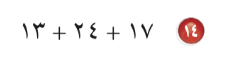 ١٤ ١٣ + ٢٤ + ١٧